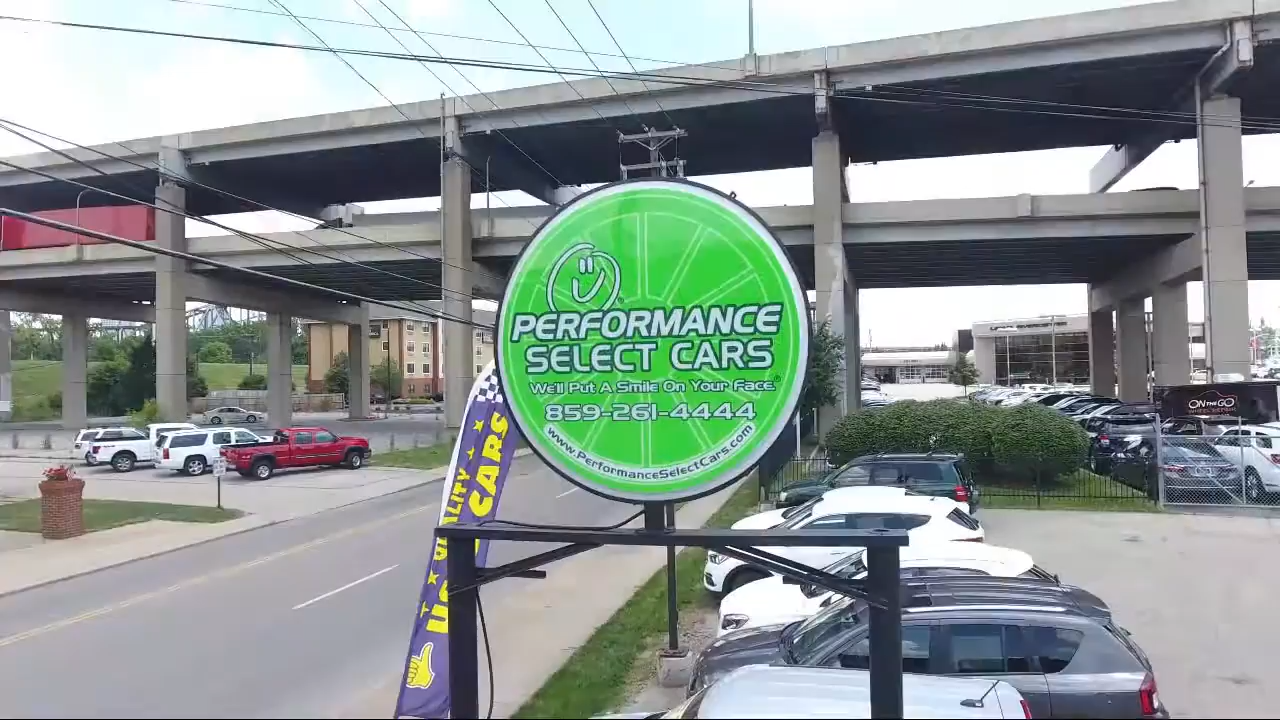 PERFORMANCE
SELECT CARS
We'll Put A Smile On Your Face®
859-261-4444
www.PerformanceSelectCars.com
CARS
ON THE GO